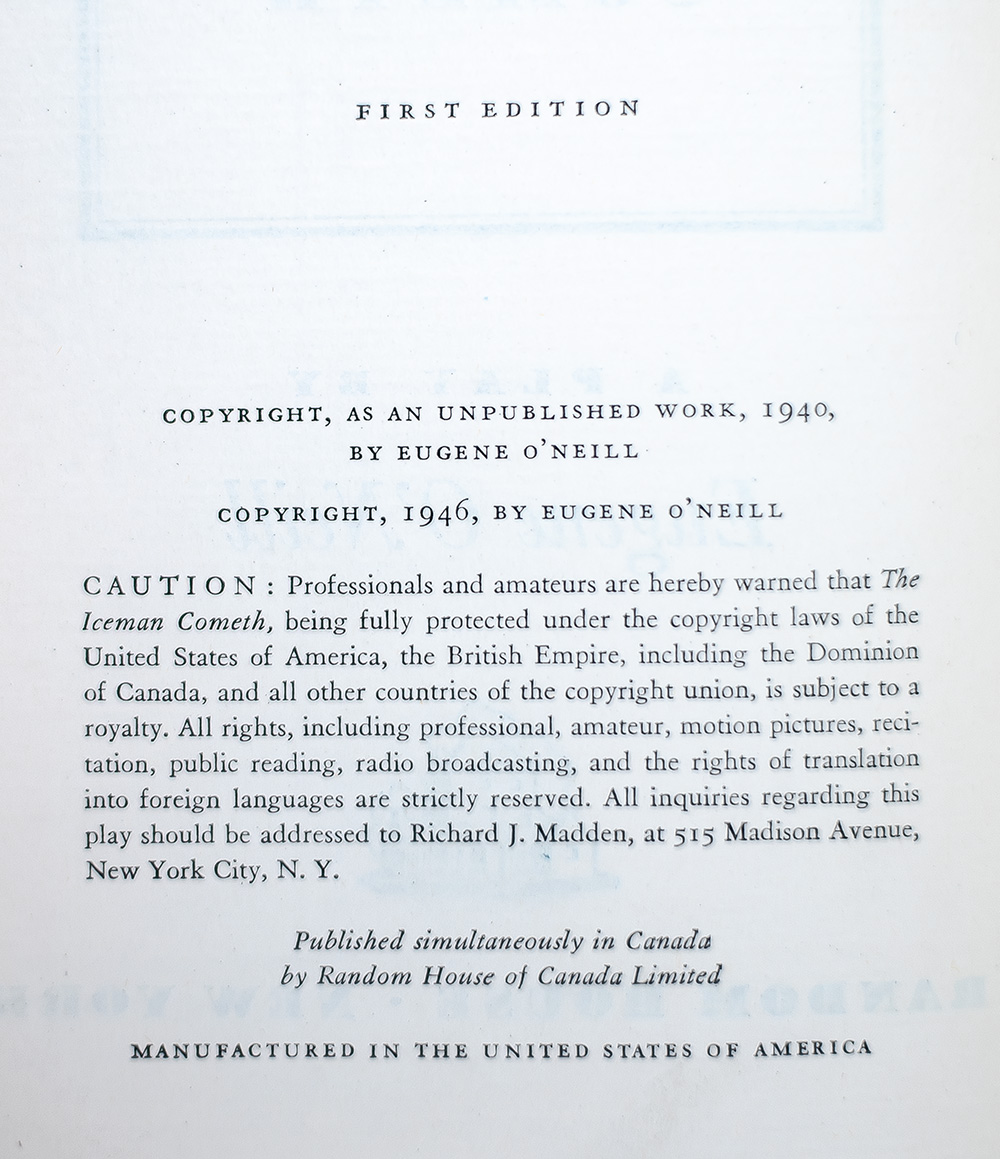 FIRST EDITION
COPYRIGHT, AS AN UNPUBLISHED WORK, 1940,
BY EUGENE O'NEILL
COPYRIGHT, 1946, BY EUGENE O'NEILL
CAUTION: Professionals and amateurs are hereby warned that The
Iceman Cometh, being fully protected under the copyright laws of the
United States of America, the British Empire, including the Dominion
of Canada, and all other countries of the copyright union, is subject to a
royalty. All rights, including professional, amateur, motion pictures, reci-
tation, public reading, radio broadcasting, and the rights of translation
into foreign languages are strictly reserved. All inquiries regarding this
play should be addressed to Richard J. Madden, at 515 Madison Avenue,
New York City, N. Y.
Published simultaneously in Canada
by Random House of Canada Limited
MANUFACTURED IN THE UNITED STATES OF AMERICA